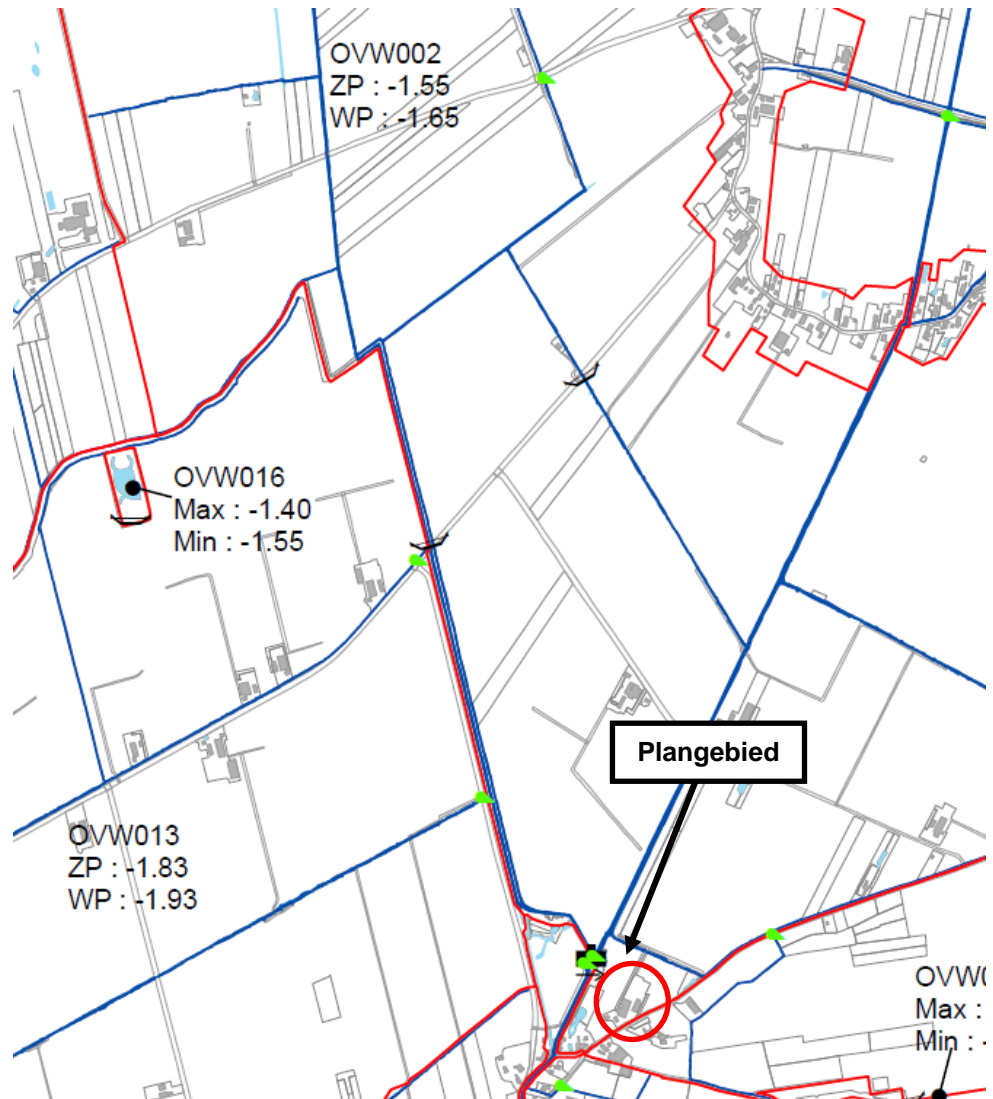 OVW002
ZP : -1.55
WP : -1.65
OVW016
Max : -1.40
Min : -1.55
Plangebied
OVW013
ZP : -1.83
WP : -1.93
Max :
Min : -